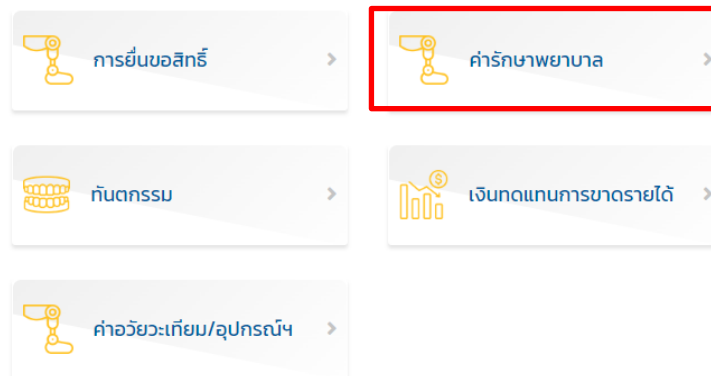 การยื่นขอสิทธิ์
ค่ารักษาพยาบาล
ทันตกรรม
เงินทดแทนการขาดรายได้
ค่าอวัยวะเทียม/อุปกรณ์ฯ